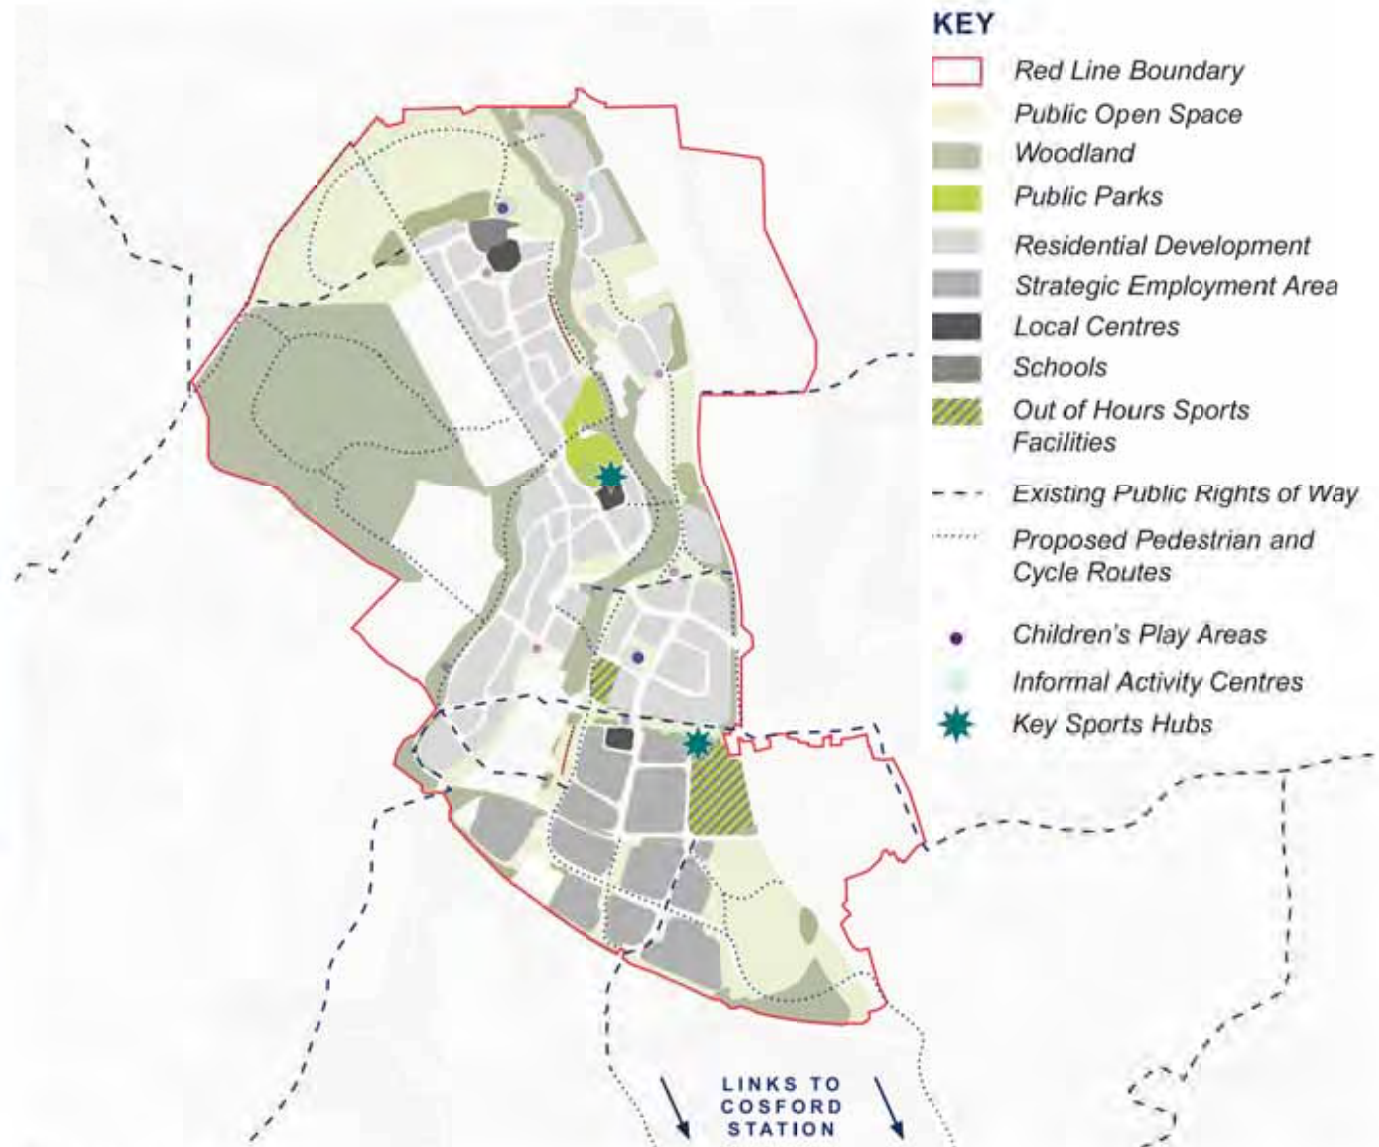 KEY
Red Line Boundary
Public Open Space
Woodland
Public Parks
Residential Development
Strategic Employment Area
Local Centres
Schools
Out of Hours Sports
Facilities
Existing Public Rights of Way
Proposed Pedestrian and
Cycle Routes
Children's Play Areas
Informal Activity Centres
Key Sports Hubs
LINKS TO
COSFORD
STATION